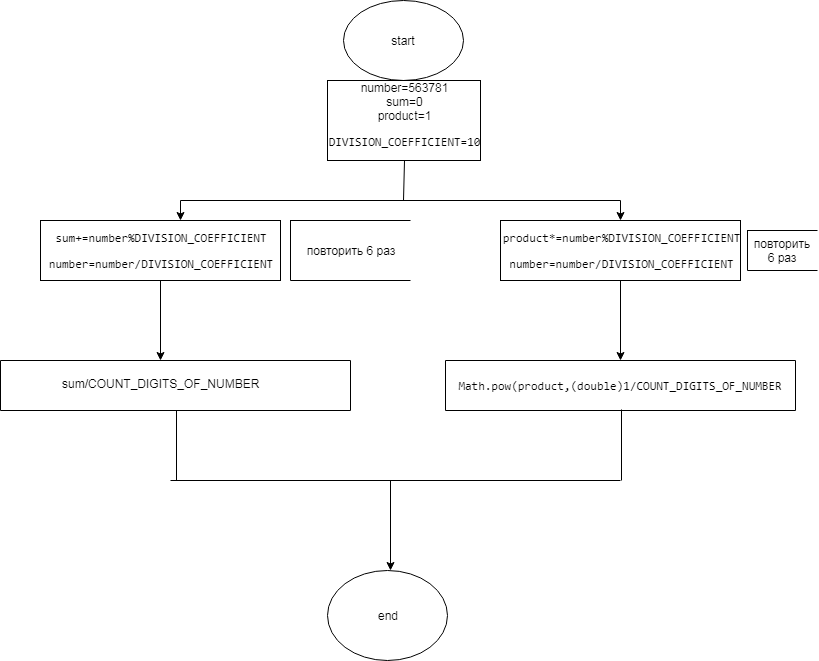 start
number=563781
sum=0
product=1
DIVISION_COEFFICIENT=10
sum+=number%DIVISION_COEFFICIENT
number=number/DIVISION_COEFFICIENT
повторить 6 раз
product*=number%DIVISION_COEFFICIENT
number=number/DIVISION_COEFFICIENT
повторить
6 раз
sum/COUNT_DIGITS_OF_NUMBER
Math.pow(product,(double)1/COUNT_DIGITS_OF_NUMBER
end